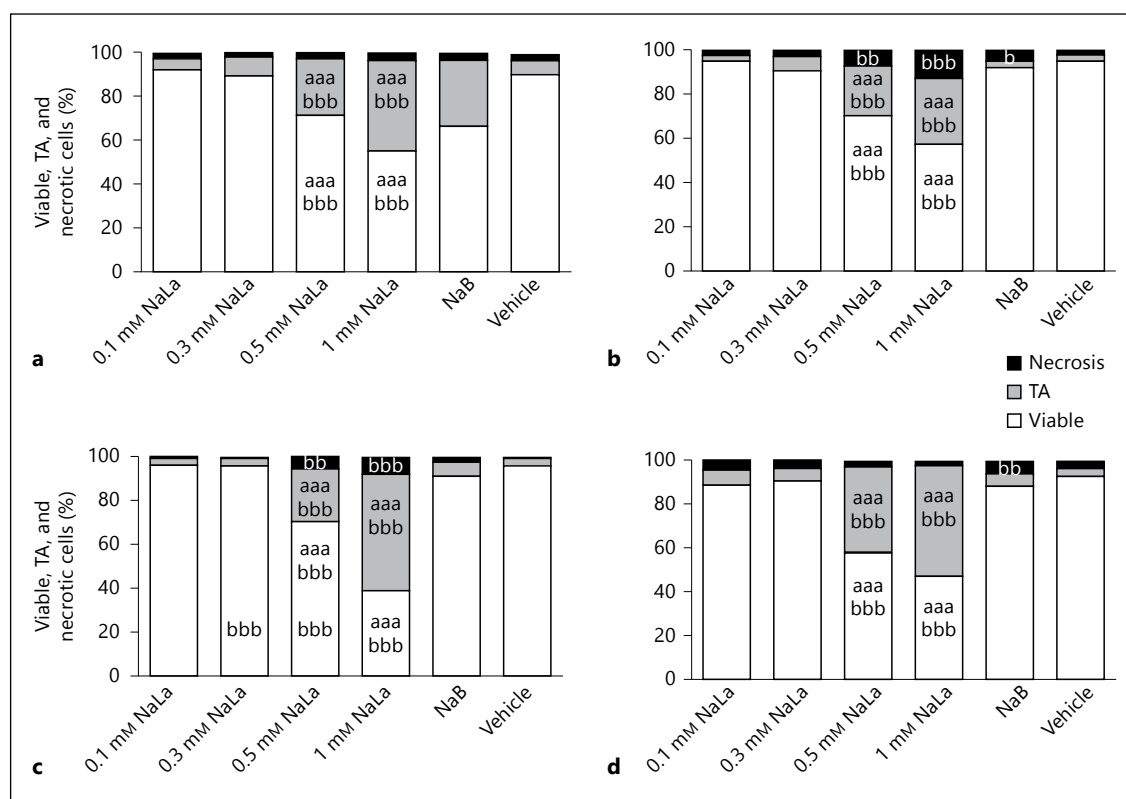 Viable, TA, and
necrotic cells (%)
100
80
60
40
20
0
aaa
bbb
aaa
bbb
aaa
bbb
aaa
bbb
0.1 mM NaLa
0.3 mM NaLa
0.5 mM NaLa
1 mM NaLa
NaB
Vehicle
a
100
80
60
40
20
0
bb
aaa
bbb
aaa
bbb
bbb
aaa
bbb
aaa
bbb
b
0.1 mM NaLa
0.3 mM NaLa
0.5 mM NaLa
1 mM NaLa
NaB
Vehicle
b
Necrosis
TA
Viable
Viable, TA, and
necrotic cells (%)
100
80
60
40
20
0
bbb
bb
aaa
bbb
aaa
bbb
bbb
bbb
aaa
bbb
aaa
bbb
0.1 mM NaLa
0.3 mM NaLa
0.5 mM NaLa
1 mM NaLa
NaB
Vehicle
c
100
80
60
40
20
0
aaa
bbb
aaa
bbb
aaa
bbb
aaa
bbb
bb
0.1 mM NaLa
0.3 mM NaLa
0.5 mM NaLa
1 mM NaLa
NaB
Vehicle
d